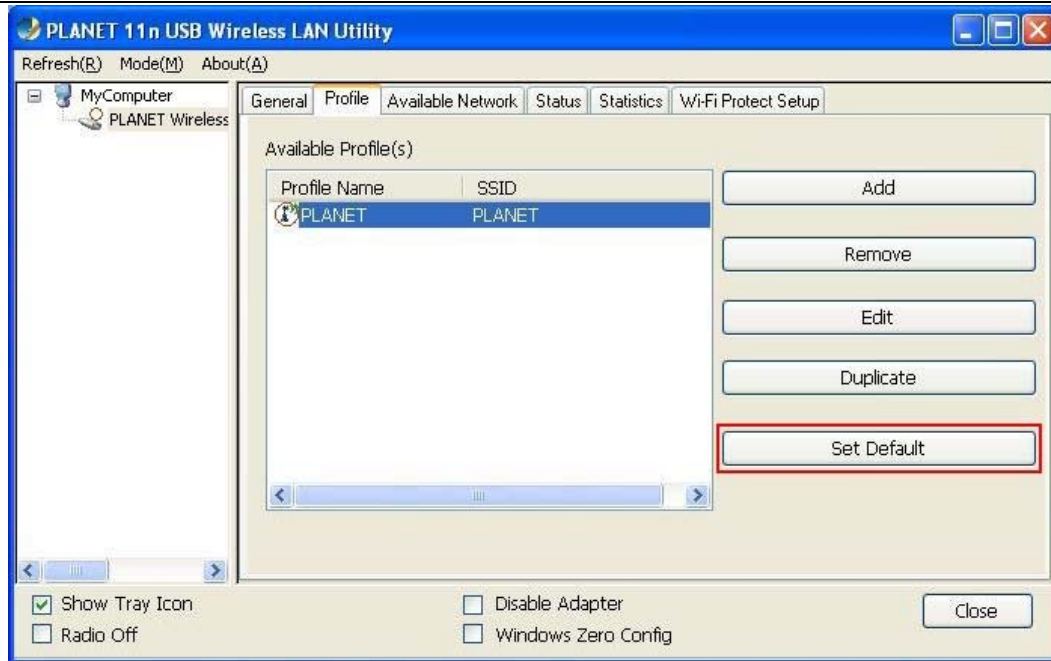 PLANET 11n USB Wireless LAN Utility
Refresh(R) Mode(M) About(A)
MyComputer
PLANET Wireless
General Profile Available Network Status Statistics Wi-Fi Protect Setup
Available Profile(s)
Profile Name SSID
PLANET PLANET
Add
Remove
Edit
Duplicate
Set Default
Show Tray Icon Disable Adapter
Radio Off Windows Zero Config
Close